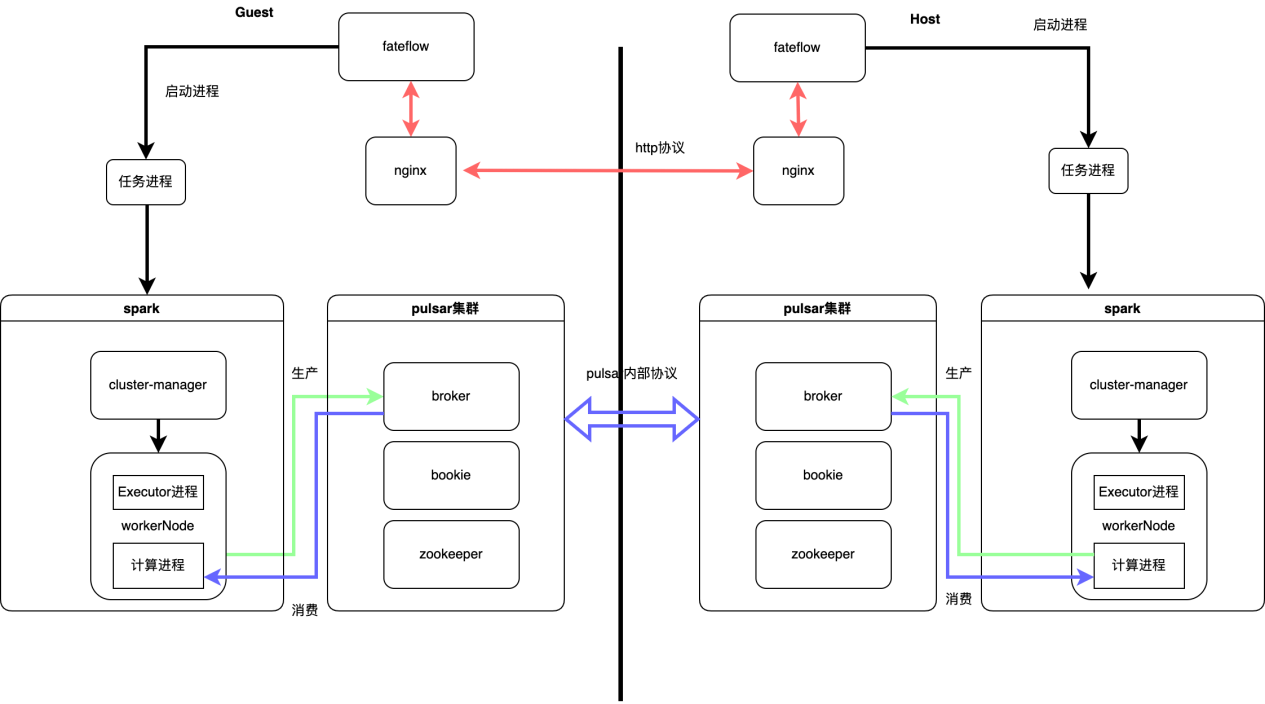 Guest
Host
fateflow
fateflow
启动进程
启动进程
http协议
nginx
nginx
任务进程
任务进程
spark
pulsar集群
pulsar集群
spark
生产
pulsar内部协议
生产
cluster-manager
broker
broker
cluster-manager
bookie
bookie
Executor进程
Executor进程
workerNode
workerNode
zookeeper
zookeeper
计算进程
计算进程
消费
消费